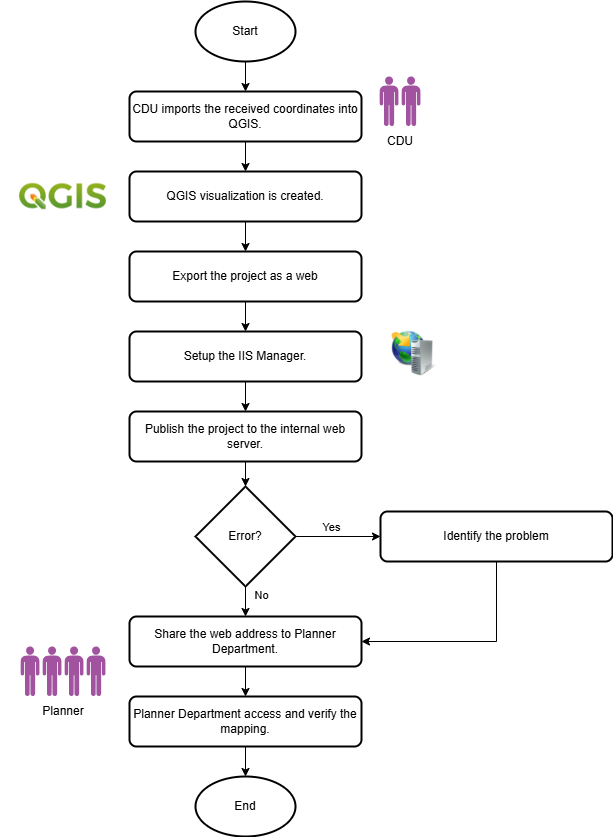 Start
CDU imports the received coordinates into
QGIS.
CDU
QGIS
QGIS visualization is created.
Export the project as a web
Setup the IIS Manager.
Publish the project to the internal web
server.
Error?
Yes
Identify the problem
No
Share the web address to Planner
Department.
Planner
Planner Department access and verify the
mapping.
End